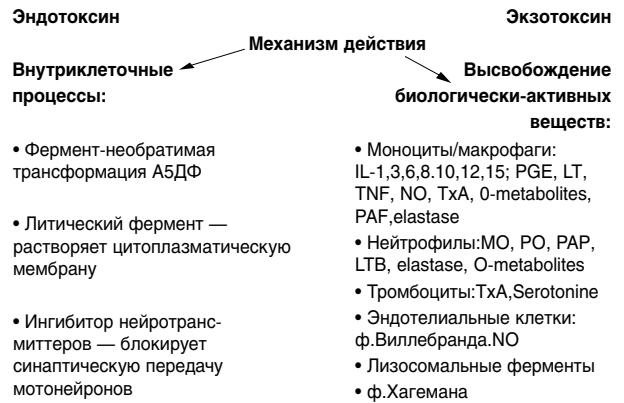 Эндотоксин
Экзотоксин
Механизм действия
Внутриклеточные
процессы:
• Фермент-необратимая
трансформация А5ДФ
• Литический фермент —
растворяет цитоплазматическую
мембрану
• Ингибитор нейротранс-
миттеров — блокирует
синаптическую передачу
мотонейронов
Высвобождение
биологически-активных
веществ:
• Моноциты/макрофаги:
IL-1,3,6,8.10,12,15; PGE, LT,
TNF, NO, TxA, 0-metabolites,
PAF,elastase
• Нейтрофилы:MO, PO, PAP,
LTB, elastase, O-metabolites
• Тромбоциты:TxA,Serotonine
• Эндотелиальные клетки:
ф.Виллебранда.NO
• Лизосомальные ферменты
• ф.Хагемана